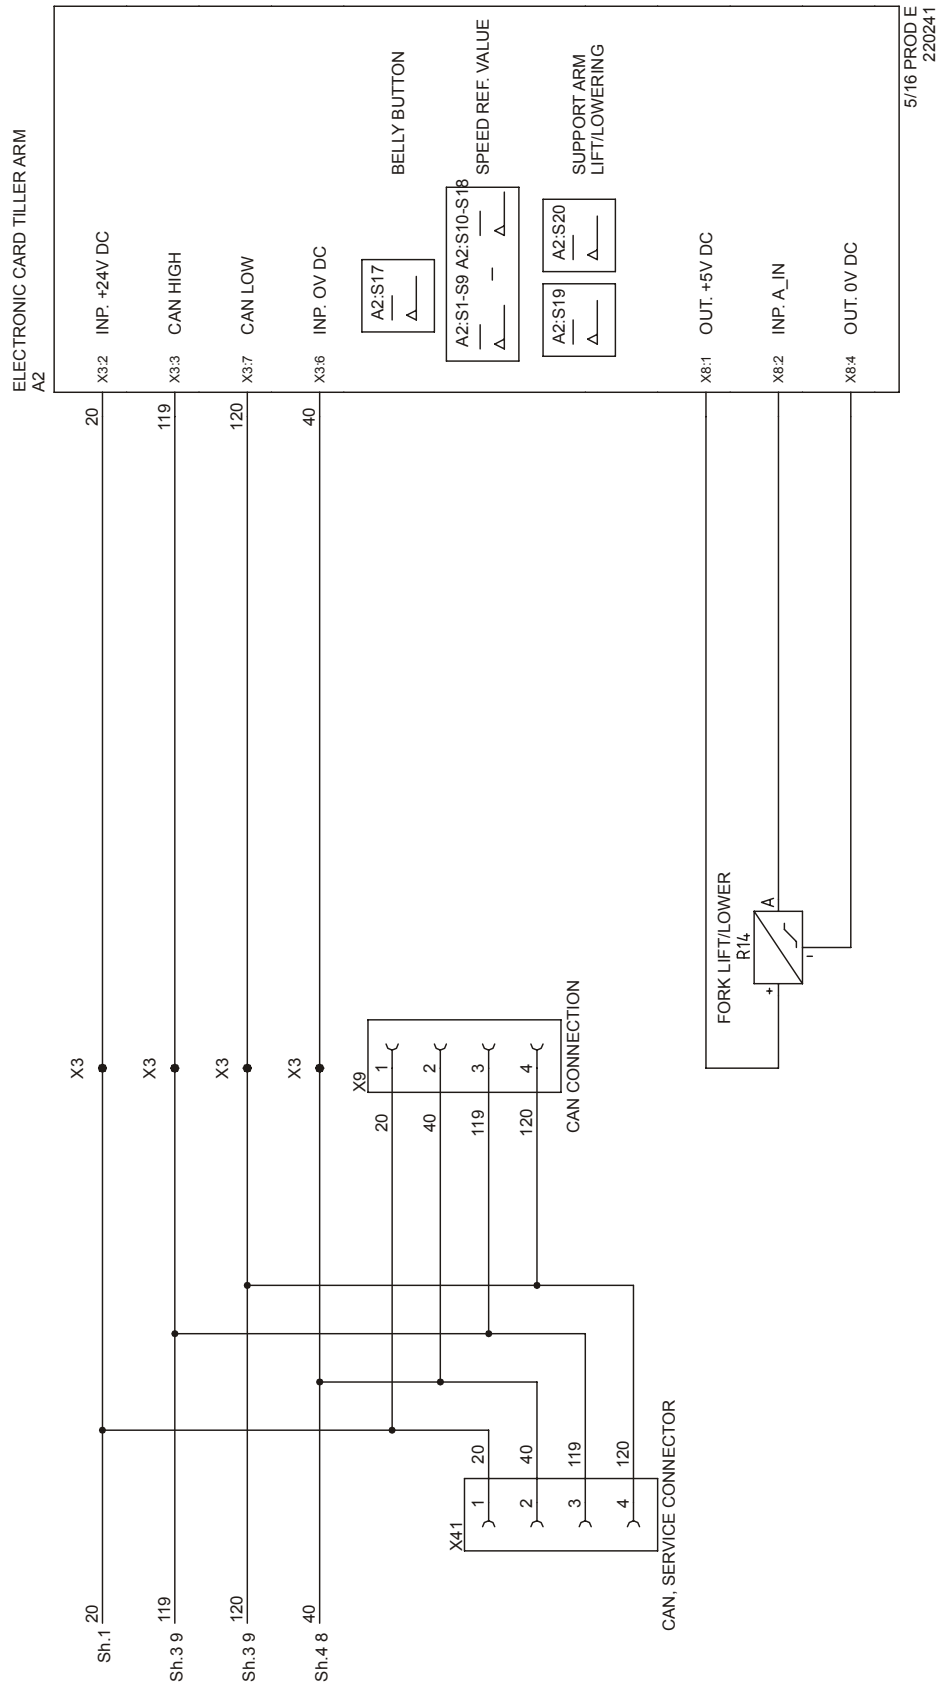 ELECTRONIC CARD TILLER ARM
A2
Sh.1 20 X3 20 X3:2 INP. +24V DC
Sh.3 9 119 X3 119 X3:3 CAN HIGH
Sh.3 9 120 X3 120 X3:7 CAN LOW
Sh.4 8 40 X3 40 X3:6 INP. OV DC
X9
20 1
40 2
119 3
120 4
CAN CONNECTION
X41
1 20
2 40
3 119
4 120
CAN, SERVICE CONNECTOR
A2:S17
BELLY BUTTON
A2:S1-S9 A2:S10-S18
SPEED REF. VALUE
A2:S19 A2:S20
SUPPORT ARM
LIFT/LOWERING
X8:1 OUT. +5V DC
X8:2 INP. A_IN
X8:4 OUT. 0V DC
FORK LIFT/LOWER
R14
+ A
-
5/16 PROD E
220241